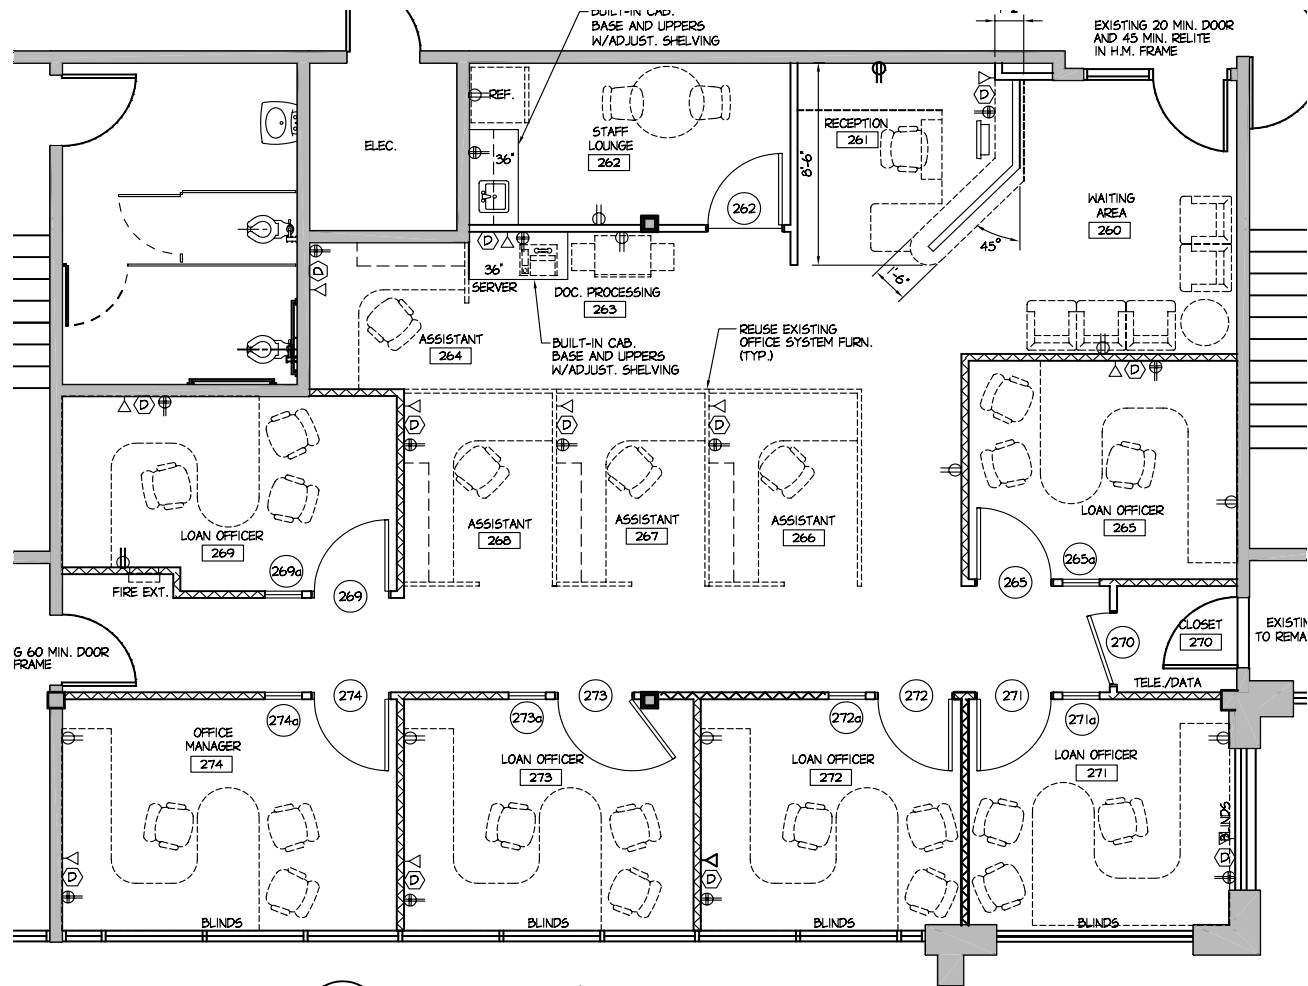 BUILT-IN CAB.
BASE AND UPPERS
W/ADJUST. SHELVING
EXISTING 20 MIN. DOOR
AND 45 MIN. RELITE
IN H.M. FRAME
REF.
STAFF
LOUNGE
262
36"
262
ELEC.
RECEPTION
261
D
8'-6"
WAITING
AREA
260
45°
1'-6"
D
D
36"
SERVER
DOC. PROCESSING
263
ASSISTANT
264
BUILT-IN CAB.
BASE AND UPPERS
W/ADJUST. SHELVING
REUSE EXISTING
OFFICE SYSTEM FURN.
(TYP.)
D
D
D
D
D
LOAN OFFICER
269
269a
269
FIRE EXT.
ASSISTANT
268
ASSISTANT
267
ASSISTANT
266
LOAN OFFICER
265
265
265a
G 60 MIN. DOOR
FRAME
270
CLOSET
270
TELE./DATA
EXISTIN
TO REMA
274
274a
273
273a
272
272a
271
271a
OFFICE
MANAGER
274
LOAN OFFICER
273
LOAN OFFICER
272
LOAN OFFICER
271
D
D
D
D
BLINDS
BLINDS
BLINDS
BLINDS
BLINDS